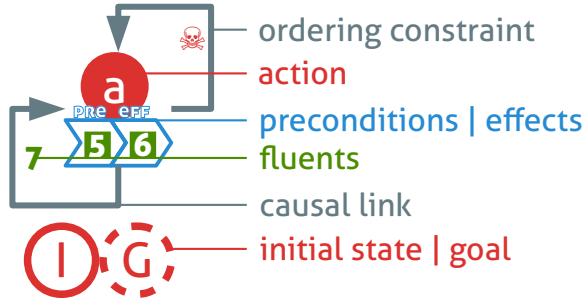 ordering constraint
action
a
PRe eFF
preconditions | effects
5 6
7
fluents
causal link
I G
initial state | goal